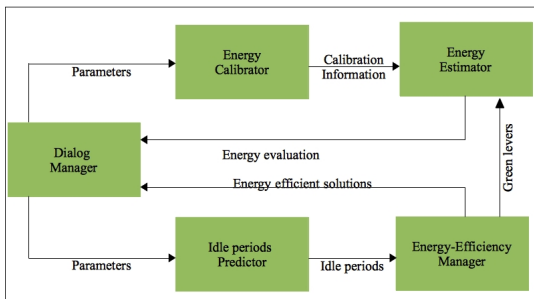 Energy
Calibrator
Calibration
Information
Energy
Estimator
Parameters
Dialog
Manager
Energy evaluation
Energy efficient solutions
Green levers
Parameters
Idle periods
Predictor
Idle periods
Energy-Efficiency
Manager